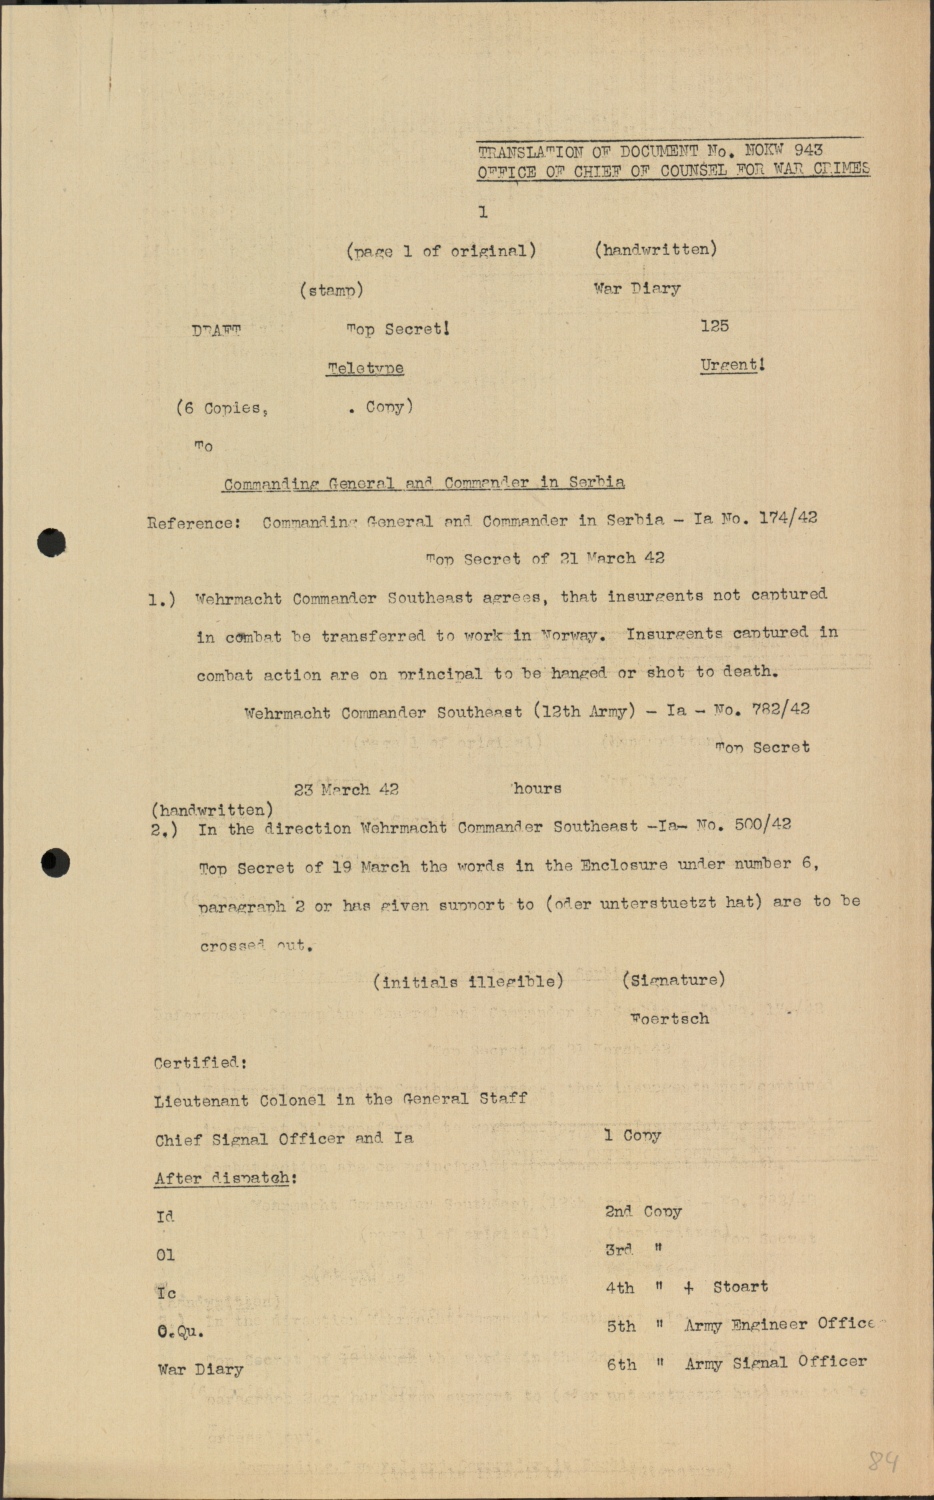 TRANSLATION OF DOCUMENT No. NOKW 943
OFFICE OF CHIEF OF COUNSEL FOR WAR CRIMES
1
(page 1 of original) (handwritten)
(stamp) War Diary
DRAFT Top Secret! 125
Teletype Urgent!
(6 Copies, . Copy)
To
Commanding General and Commander in Serbia
Reference: Commanding General and Commander in Serbia - Ia No. 174/42
Top Secret of 21 March 42
1.) Wehrmacht Commander Southeast agrees, that insurgents not captured
in combat be transferred to work in Norway. Insurgents captured in
combat action are on principal to be hanged or shot to death.
Wehrmacht Commander Southeast (12th Army) - Ia - No. 782/42
Top Secret
23 March 42 hours
(handwritten)
2.) In the direction Wehrmacht Commander Southeast -Ia- No. 500/42
Top Secret of 19 March the words in the Enclosure under number 6,
paragraph 2 or has given support to (oder unterstuetzt hat) are to be
crossed out.
(initials illegible) (Signature)
Foertsch
Certified:
Lieutenant Colonel in the General Staff
Chief Signal Officer and Ia 1 Copy
After dispatch:
Id 2nd Copy
O1 3rd "
Ic 4th " + Stoart
O.Qu. 5th " Army Engineer Office
War Diary 6th " Army Signal Officer
84